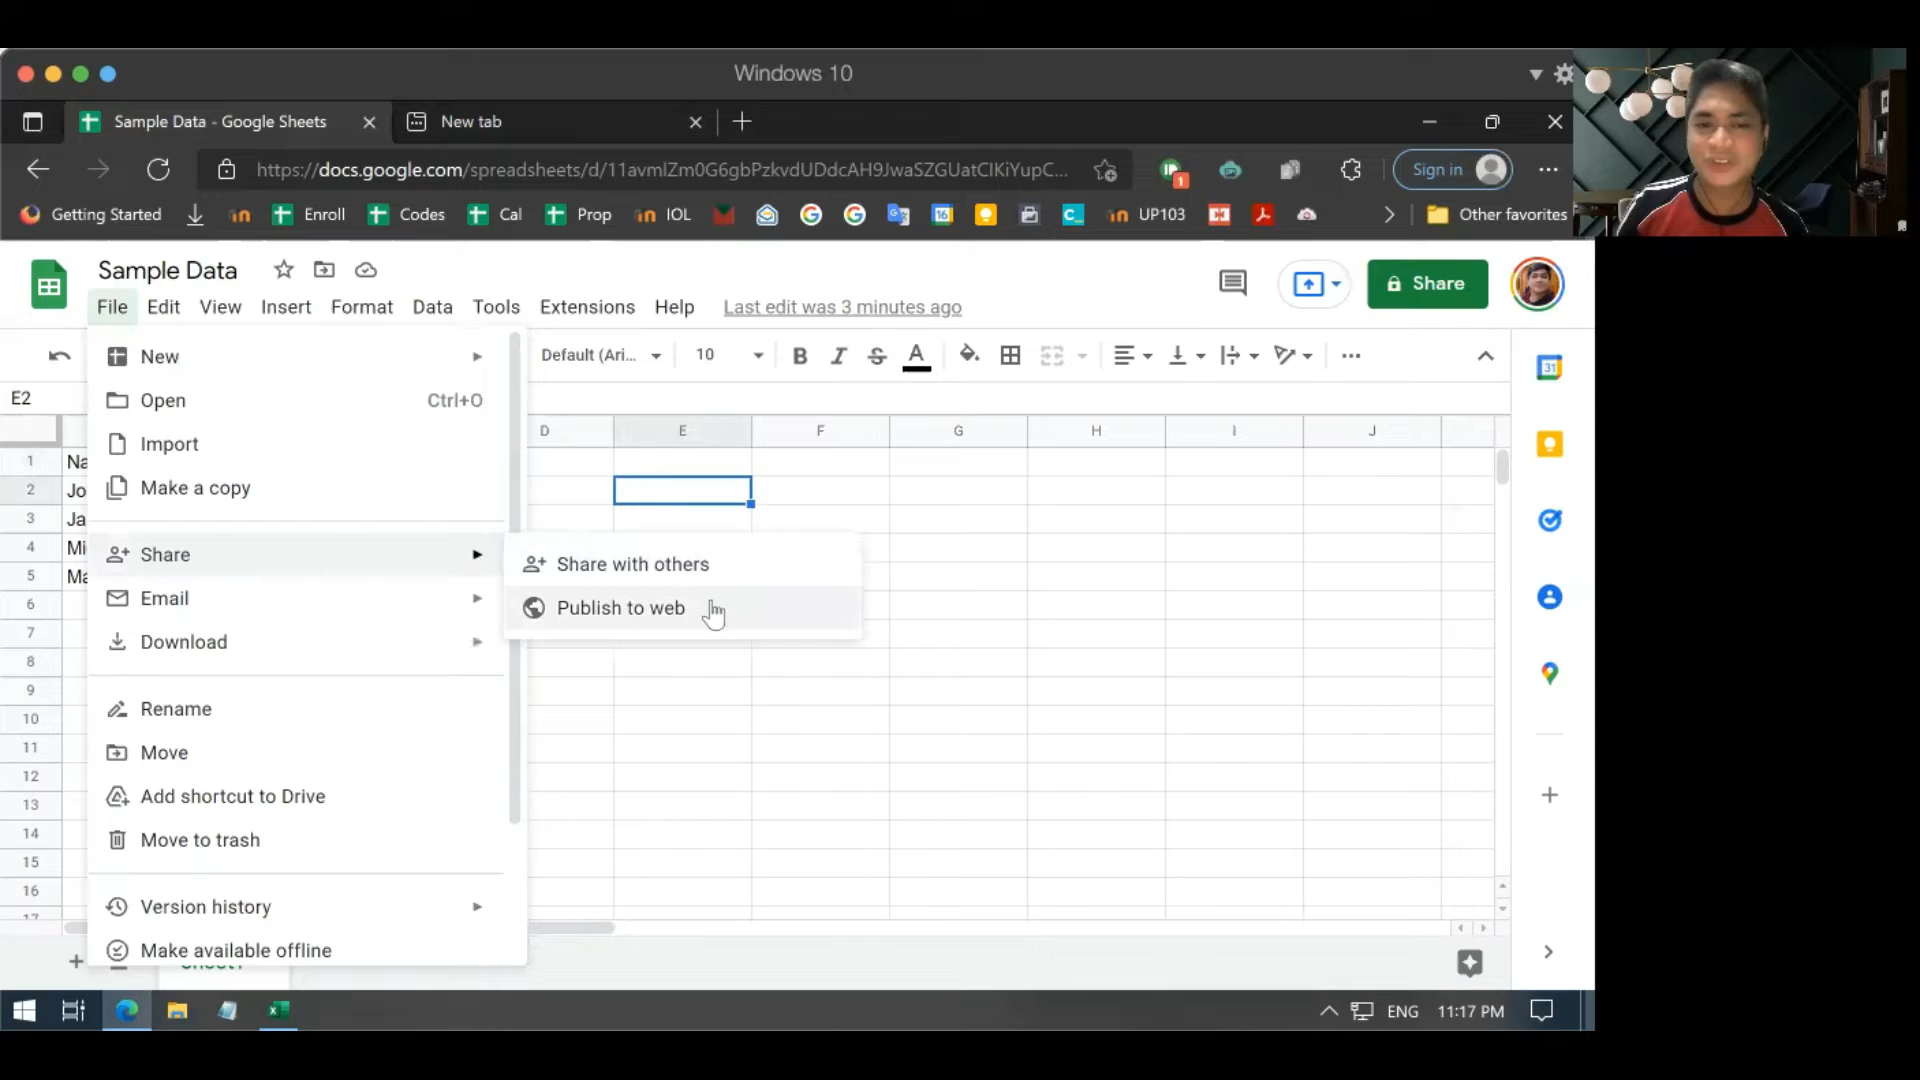 Windows 10
Sample Data - Google Sheets
New tab
https://docs.google.com/spreadsheets/d/11avmlZm0G6gbPzkvdUDdcAH9JwaSZGUatCIKiYupC...
1
Sign in
Getting Started
Enroll
Codes
Cal
Prop
IOL
16
C_
UP103
Other favorites
Sample Data
Share
File Edit View Insert Format Data Tools Extensions Help Last edit was 3 minutes ago
Default (Ari... 10 B I S A
E2
D E F G H I J
1 Na
2 Jo
3 Ja
4 Mi
5 Ma
6
7
8
9
10
11
12
13
14
15
16
New
Open Ctrl+O
Import
Make a copy
Share
Email
Download
Rename
Move
Add shortcut to Drive
Move to trash
Version history
Make available offline
Share with others
Publish to web
31
ENG 11:17 PM